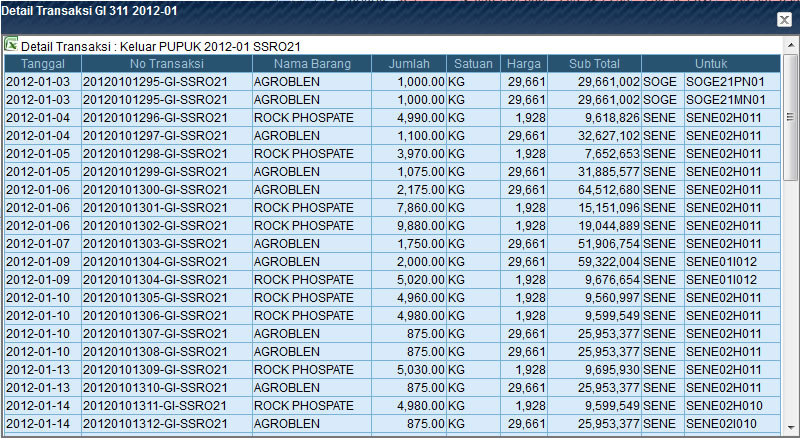 Detail Transaksi GI 311 2012-01
Detail Transaksi : Keluar PUPUK 2012-01 SSRO21
Tanggal No Transaksi Nama Barang Jumlah Satuan Harga Sub Total Untuk
2012-01-03 20120101295-GI-SSRO21 AGROBLEN 1,000.00 KG 29,661 29,661,002 SOGE SOGE21PN01
2012-01-03 20120101295-GI-SSRO21 AGROBLEN 1,000.00 KG 29,661 29,661,002 SOGE SOGE21MN01
2012-01-04 20120101296-GI-SSRO21 ROCK PHOSPATE 4,990.00 KG 1,928 9,618,826 SENE SENE02H011
2012-01-04 20120101297-GI-SSRO21 AGROBLEN 1,100.00 KG 29,661 32,627,102 SENE SENE02H011
2012-01-05 20120101298-GI-SSRO21 ROCK PHOSPATE 3,970.00 KG 1,928 7,652,653 SENE SENE02H011
2012-01-05 20120101299-GI-SSRO21 AGROBLEN 1,075.00 KG 29,661 31,885,577 SENE SENE02H011
2012-01-06 20120101300-GI-SSRO21 AGROBLEN 2,175.00 KG 29,661 64,512,680 SENE SENE02H011
2012-01-06 20120101301-GI-SSRO21 ROCK PHOSPATE 7,860.00 KG 1,928 15,151,096 SENE SENE02H011
2012-01-06 20120101302-GI-SSRO21 ROCK PHOSPATE 9,880.00 KG 1,928 19,044,889 SENE SENE02H011
2012-01-07 20120101303-GI-SSRO21 AGROBLEN 1,750.00 KG 29,661 51,906,754 SENE SENE02H011
2012-01-09 20120101304-GI-SSRO21 AGROBLEN 2,000.00 KG 29,661 59,322,004 SENE SENE01I012
2012-01-09 20120101304-GI-SSRO21 ROCK PHOSPATE 5,020.00 KG 1,928 9,676,654 SENE SENE01I012
2012-01-10 20120101305-GI-SSRO21 ROCK PHOSPATE 4,960.00 KG 1,928 9,560,997 SENE SENE02H011
2012-01-10 20120101306-GI-SSRO21 ROCK PHOSPATE 4,980.00 KG 1,928 9,599,549 SENE SENE02H011
2012-01-10 20120101307-GI-SSRO21 AGROBLEN 875.00 KG 29,661 25,953,377 SENE SENE02H011
2012-01-10 20120101308-GI-SSRO21 AGROBLEN 875.00 KG 29,661 25,953,377 SENE SENE02H011
2012-01-13 20120101309-GI-SSRO21 ROCK PHOSPATE 5,030.00 KG 1,928 9,695,930 SENE SENE02H011
2012-01-13 20120101310-GI-SSRO21 AGROBLEN 875.00 KG 29,661 25,953,377 SENE SENE02H011
2012-01-14 20120101311-GI-SSRO21 ROCK PHOSPATE 4,980.00 KG 1,928 9,599,549 SENE SENE02H010
2012-01-14 20120101312-GI-SSRO21 AGROBLEN 875.00 KG 29,661 25,953,377 SENE SENE02I010